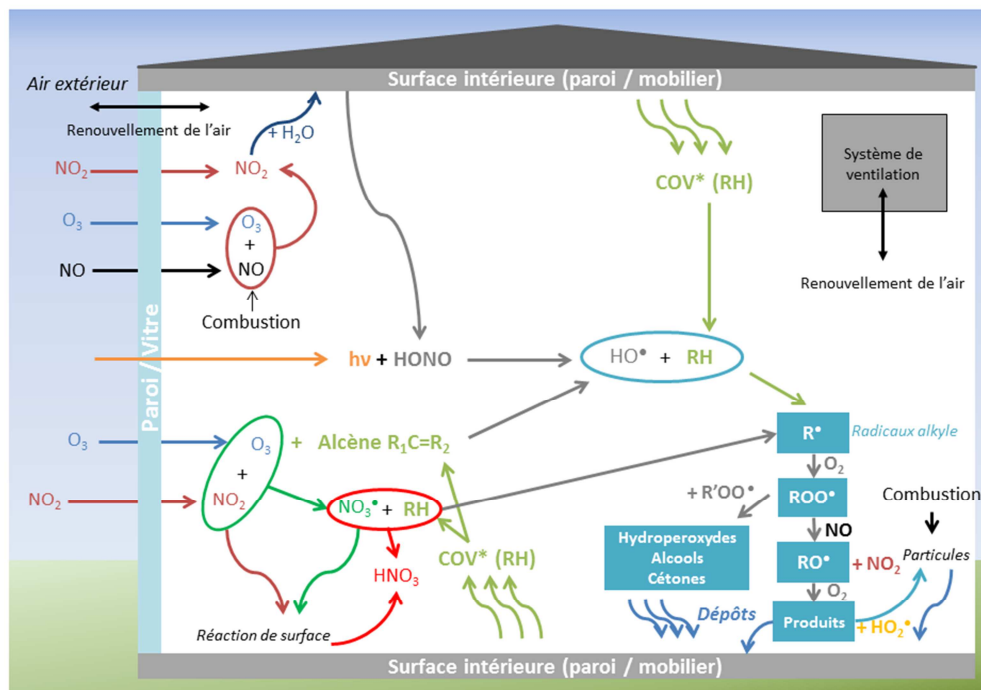 Surface intérieure (paroi / mobilier)
Air extérieur
Renouvellement de l'air
+ H₂O
NO₂
NO₂
O₃
O₃
+
NO
NO
Combustion
COV* (RH)
Système de
ventilation
Renouvellement de l'air
Paroi / Vitre
hν + HONO
HO• + RH
O₃
O₃
+ Alcène R₁C=R₂
+
NO₂
NO₂
NO₃• + RH
HNO₃
COV* (RH)
Réaction de surface
R•
Radicaux alkyle
O₂
+ R'OO•
ROO•
Combustion
NO
Hydroperoxydes
Alcools
Cétones
RO•
+ NO₂
Particules
O₂
Dépôts
Produits
+ HO₂•
Surface intérieure (paroi / mobilier)